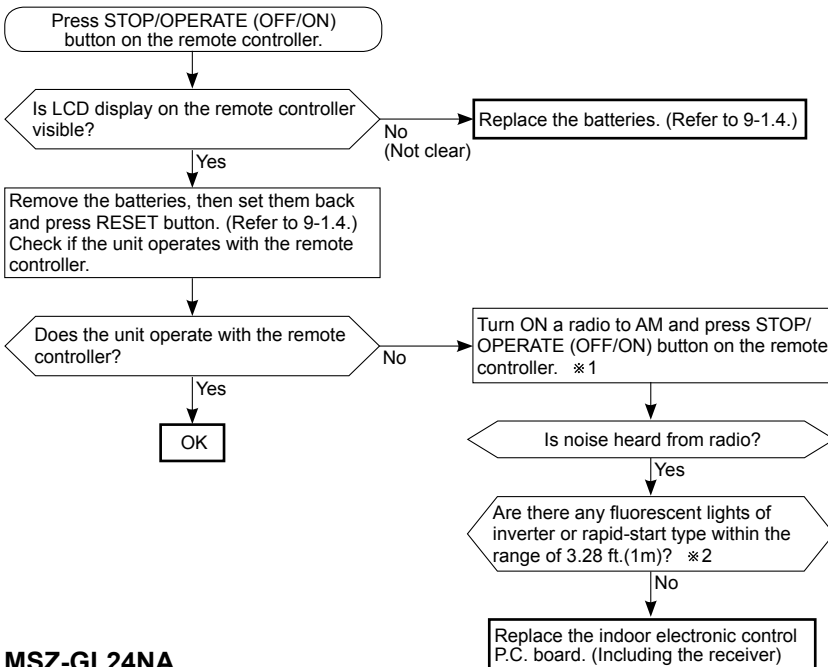 Press STOP/OPERATE (OFF/ON)
button on the remote controller.
Is LCD display on the remote controller
visible?
No
(Not clear)
Replace the batteries. (Refer to 9-1.4.)
Yes
Remove the batteries, then set them back
and press RESET button. (Refer to 9-1.4.)
Check if the unit operates with the remote
controller.
Does the unit operate with the remote
controller?
No
Turn ON a radio to AM and press STOP/
OPERATE (OFF/ON) button on the remote
controller. ※1
Yes
OK
Is noise heard from radio?
Yes
Are there any fluorescent lights of
inverter or rapid-start type within the
range of 3.28 ft.(1m)? ※2
No
Replace the indoor electronic control
P.C. board. (Including the receiver)
MSZ-GL24NA